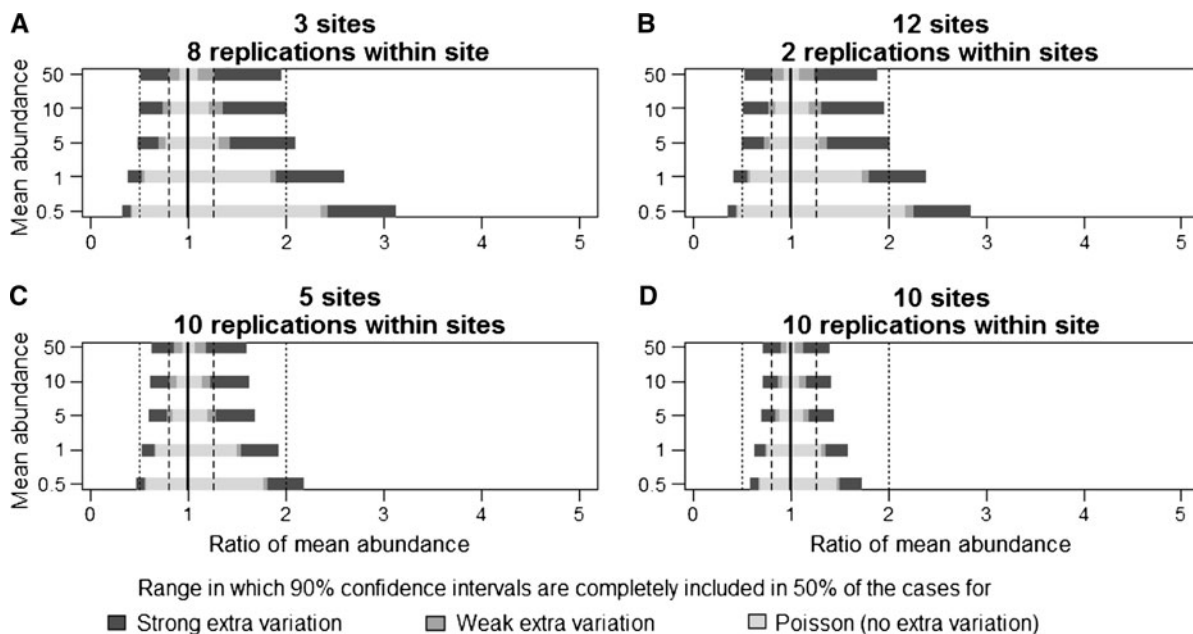 A
3 sites
8 replications within site
Mean abundance
50
10
5
1
0.5
0 1 2 3 4 5
B
12 sites
2 replications within sites
50
10
5
1
0.5
0 1 2 3 4 5
C
5 sites
10 replications within sites
Mean abundance
50
10
5
1
0.5
0 1 2 3 4 5
Ratio of mean abundance
D
10 sites
10 replications within site
50
10
5
1
0.5
0 1 2 3 4 5
Ratio of mean abundance
Range in which 90% confidence intervals are completely included in 50% of the cases for
Strong extra variation Weak extra variation Poisson (no extra variation)